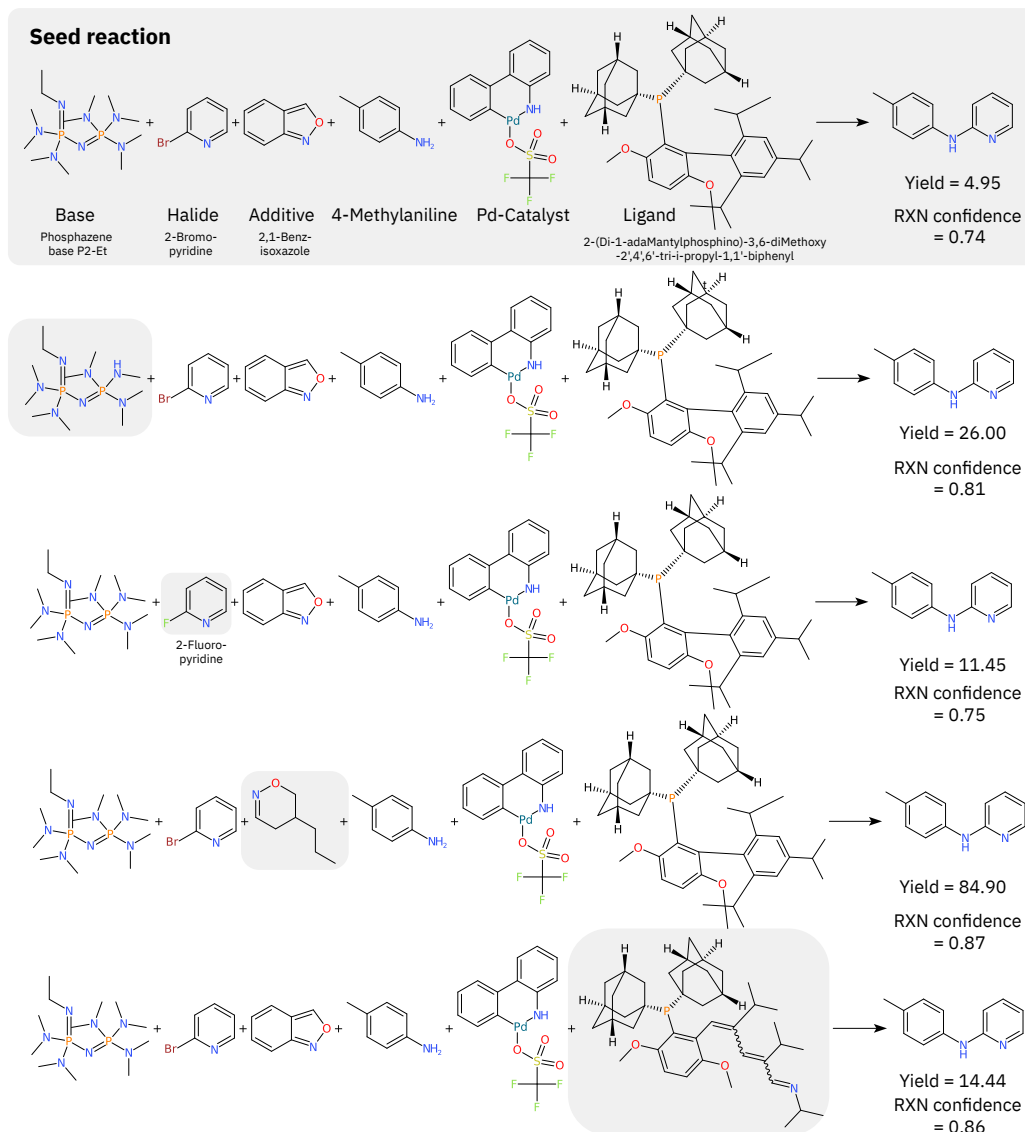 Seed reaction
Base
Halide
Additive
4-Methylaniline
Pd-Catalyst
Ligand
Phosphazene
base P2-Et
2-Bromo-
pyridine
2,1-Benz-
isoxazole
2-(Di-1-adaMantylphosphino)-3,6-diMethoxy
-2',4',6'-tri-i-propyl-1,1'-biphenyl
Yield = 4.95
RXN confidence
= 0.74
Yield = 26.00
RXN confidence
= 0.81
2-Fluoro-
pyridine
Yield = 11.45
RXN confidence
= 0.75
Yield = 84.90
RXN confidence
= 0.87
Yield = 14.44
RXN confidence
= 0.86